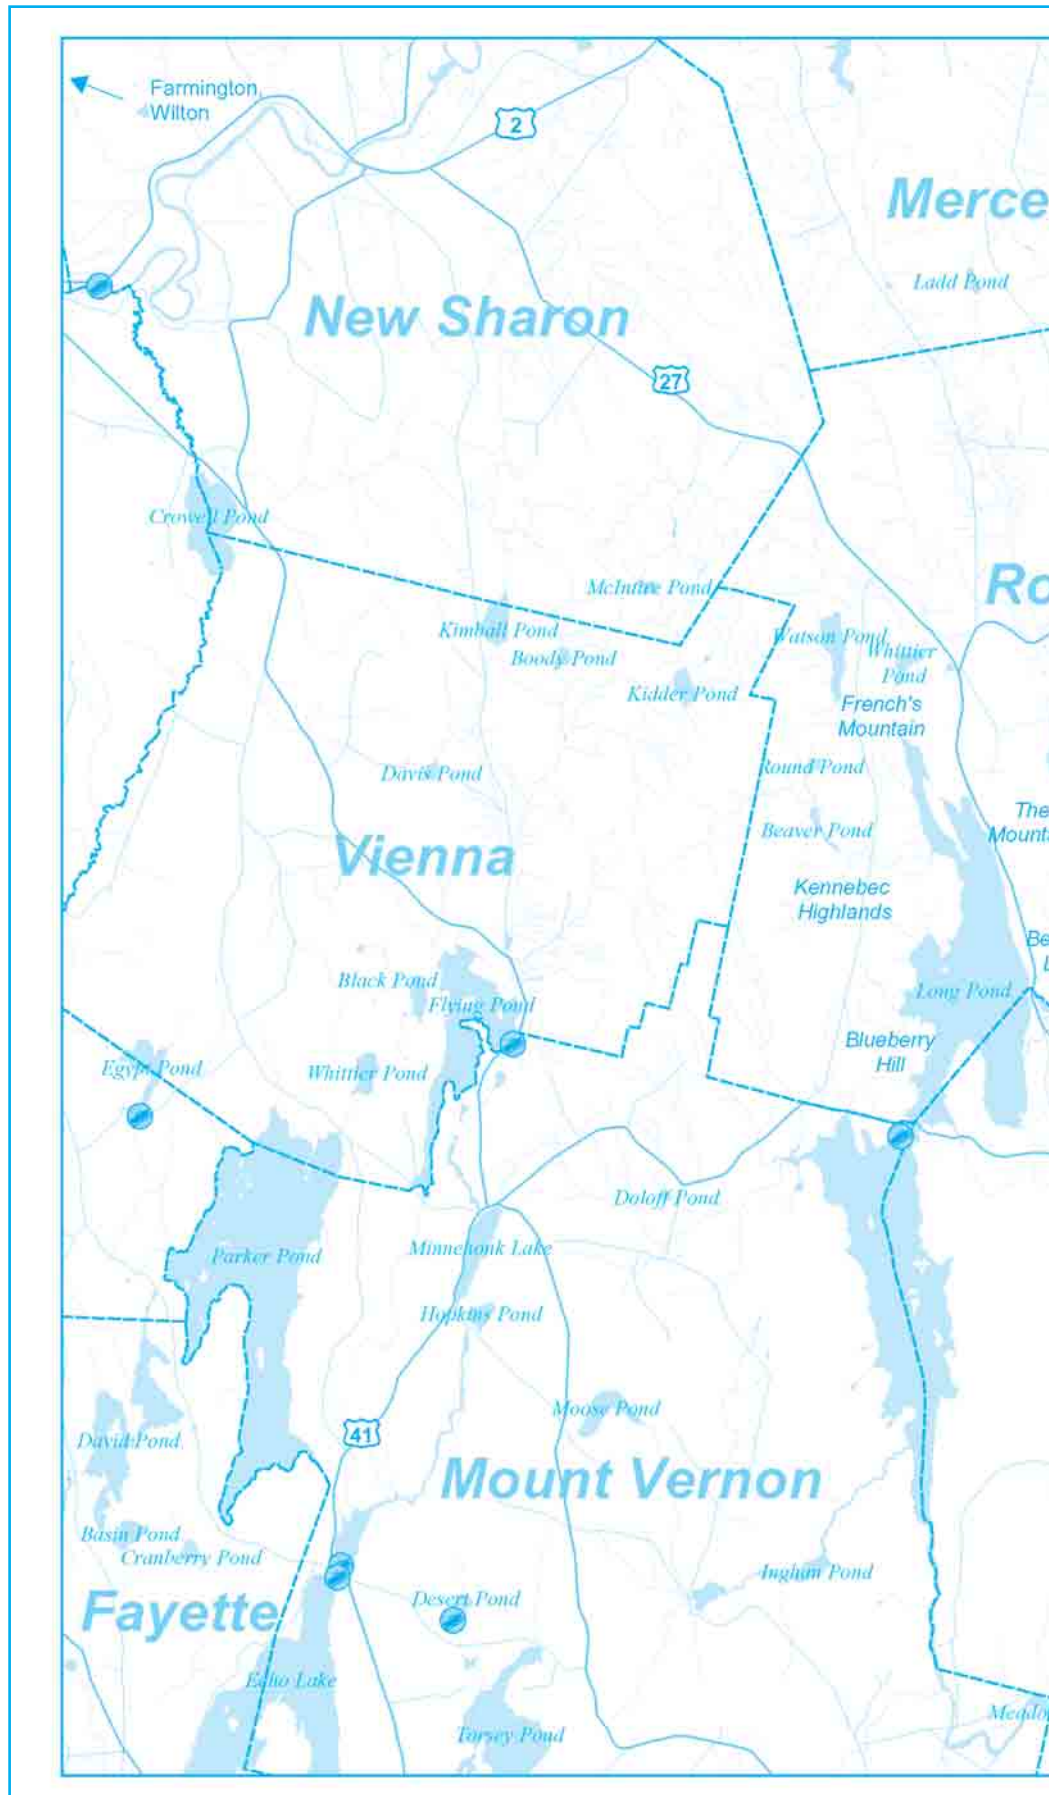 Farmington,
Wilton
2
Merce
Ladd Pond
New Sharon
27
Crowell Pond
McIntire Pond
Ro
Kimball Pond
Watson Pond
Boody Pond
Whittier
Pond
Kidder Pond
French's
Mountain
Davis Pond
Round Pond
The
Mounta
Beaver Pond
Vienna
Kennebec
Highlands
Be
L
Black Pond
Long Pond
Flying Pond
Blueberry
Hill
Egypt Pond
Whittier Pond
Doloff Pond
Minnehonk Lake
Parker Pond
Hopkins Pond
Moose Pond
41
David Pond
Mount Vernon
Basin Pond
Cranberry Pond
Ingham Pond
Desert Pond
Fayette
Echo Lake
Meado
Torsey Pond